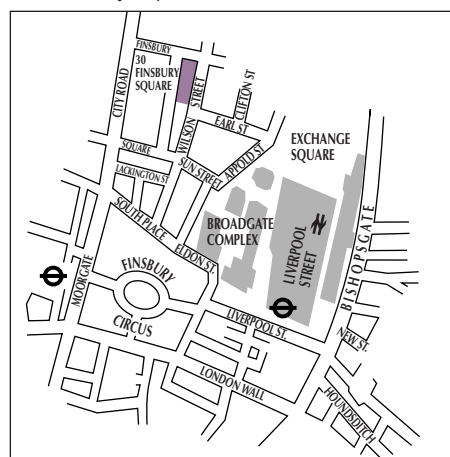 FINSBURY
30
FINSBURY
SQUARE
CITY ROAD
WILSON
STREET
CLIFTON ST
EARL ST
EXCHANGE
SQUARE
SQUARE
LACKINGTON ST
SUN STREET
APPOLD ST
SOUTH PLACE
ELDON ST.
BROADGATE
COMPLEX
LIVERPOOL
STREET
BISHOPSGATE
FINSBURY
CIRCUS
MOORGATE
LIVERPOOL ST.
NEW ST.
LONDON WALL
HOUNDSDITCH